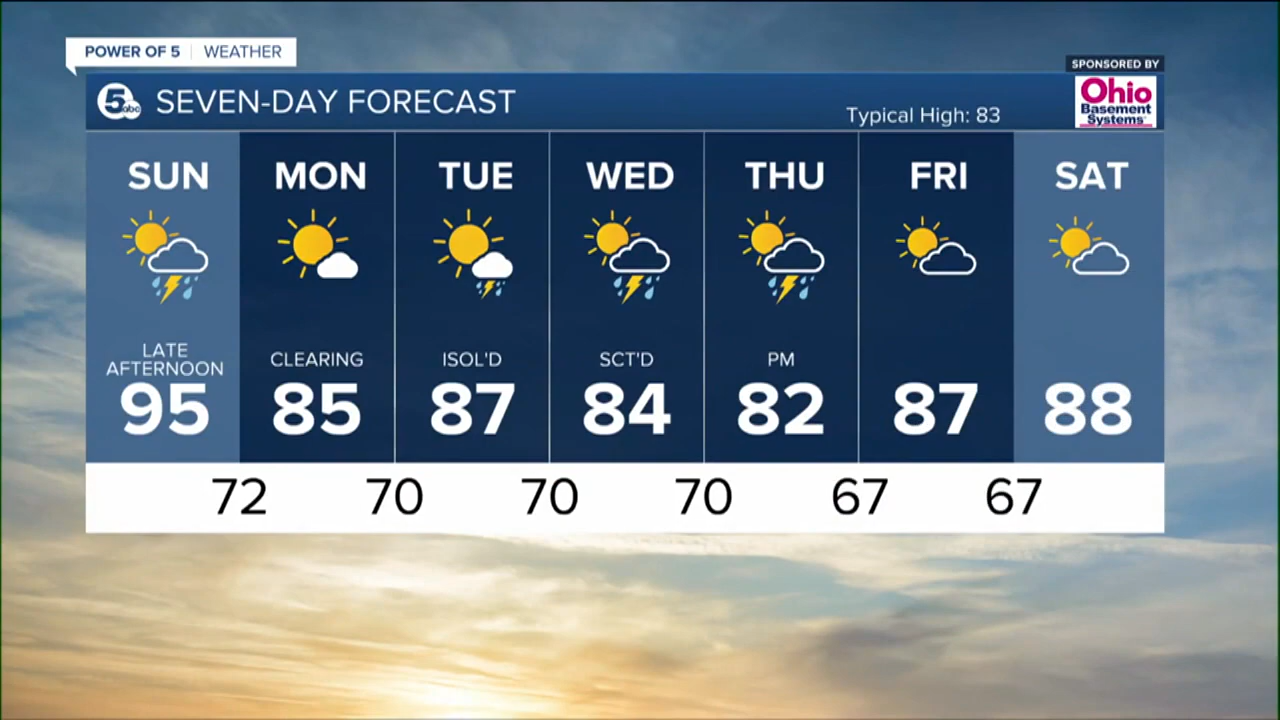 POWER OF 5 | WEATHER
SPONSORED BY
5 abc SEVEN-DAY FORECAST
Typical High: 83
Ohio
Basement
Systems
SUN MON TUE WED THU FRI SAT
LATE
AFTERNOON CLEARING ISOL'D SCT'D PM
95 85 87 84 82 87 88
72 70 70 70 67 67